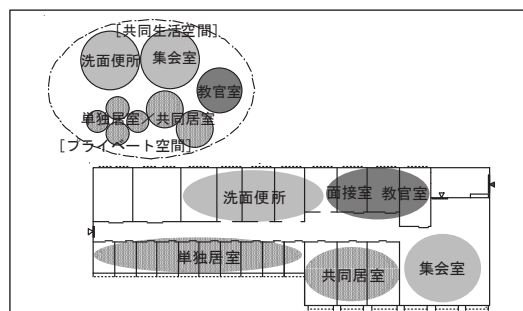 [共同生活空間]
洗面便所
集会室
教官室
単独居室／共同居室
[プライベート空間]
洗面便所
面接室
教官室
単独居室
共同居室
集会室